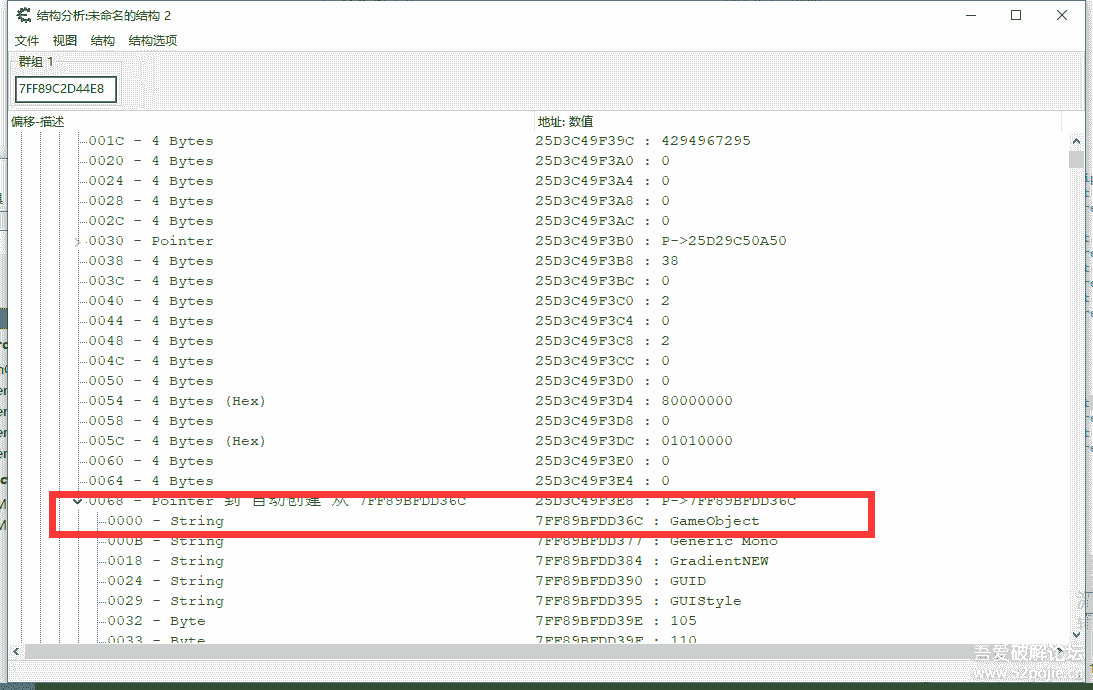 结构分析:未命名的结构 2
文件 视图 结构 结构选项
群组 1
7FF89C2D44E8
偏移-描述 地址: 数值
001C - 4 Bytes 25D3C49F39C : 4294967295
0020 - 4 Bytes 25D3C49F3A0 : 0
0024 - 4 Bytes 25D3C49F3A4 : 0
0028 - 4 Bytes 25D3C49F3A8 : 0
002C - 4 Bytes 25D3C49F3AC : 0
0030 - Pointer 25D3C49F3B0 : P->25D29C50A50
0038 - 4 Bytes 25D3C49F3B8 : 38
003C - 4 Bytes 25D3C49F3BC : 0
0040 - 4 Bytes 25D3C49F3C0 : 2
0044 - 4 Bytes 25D3C49F3C4 : 0
0048 - 4 Bytes 25D3C49F3C8 : 2
004C - 4 Bytes 25D3C49F3CC : 0
0050 - 4 Bytes 25D3C49F3D0 : 0
0054 - 4 Bytes (Hex) 25D3C49F3D4 : 80000000
0058 - 4 Bytes 25D3C49F3D8 : 0
005C - 4 Bytes (Hex) 25D3C49F3DC : 01010000
0060 - 4 Bytes 25D3C49F3E0 : 0
0064 - 4 Bytes 25D3C49F3E4 : 0
0068 - Pointer 到 自动创建 从 7FF89BFDD36C 25D3C49F3E8 : P->7FF89BFDD36C
0000 - String 7FF89BFDD36C : GameObject
000B - String 7FF89BFDD377 : Generic Mono
0018 - String 7FF89BFDD384 : GradientNEW
0024 - String 7FF89BFDD390 : GUID
0029 - String 7FF89BFDD395 : GUIStyle
0032 - Byte 7FF89BFDD39E : 105
0033 - Byte 7FF89BFDD39F : 110
吾爱破解论坛
www.52pojie.cn